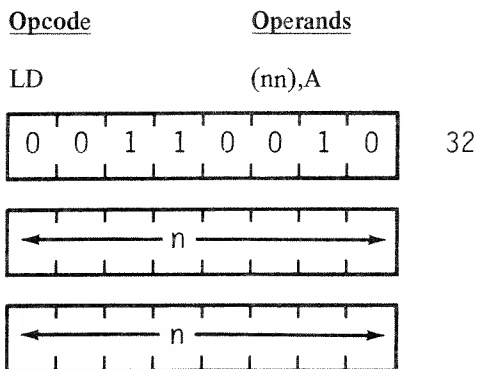 Opcode Operands
LD (nn),A
0 0 1 1 0 0 1 0 32
n
n